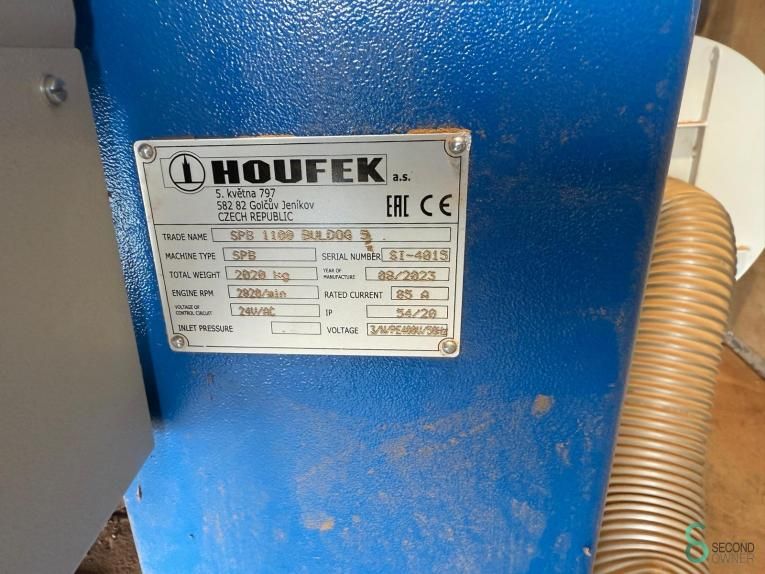 HOUFEK a.s.
5. května 797
582 82 Golčův Jeníkov
CZECH REPUBLIC
EAC CE
TRADE NAME SPB 1100 BULDOG 5
MACHINE TYPE SPB SERIAL NUMBER SI-4015
TOTAL WEIGHT 2020 kg YEAR OF MANUFACTURE 08/2023
ENGINE RPM 2920/min RATED CURRENT 85 A
VOLTAGE OF CONTROL CIRCUIT 24V/AC IP 54/20
INLET PRESSURE VOLTAGE 3/N/PE400V/50Hz
SECOND
OWNER